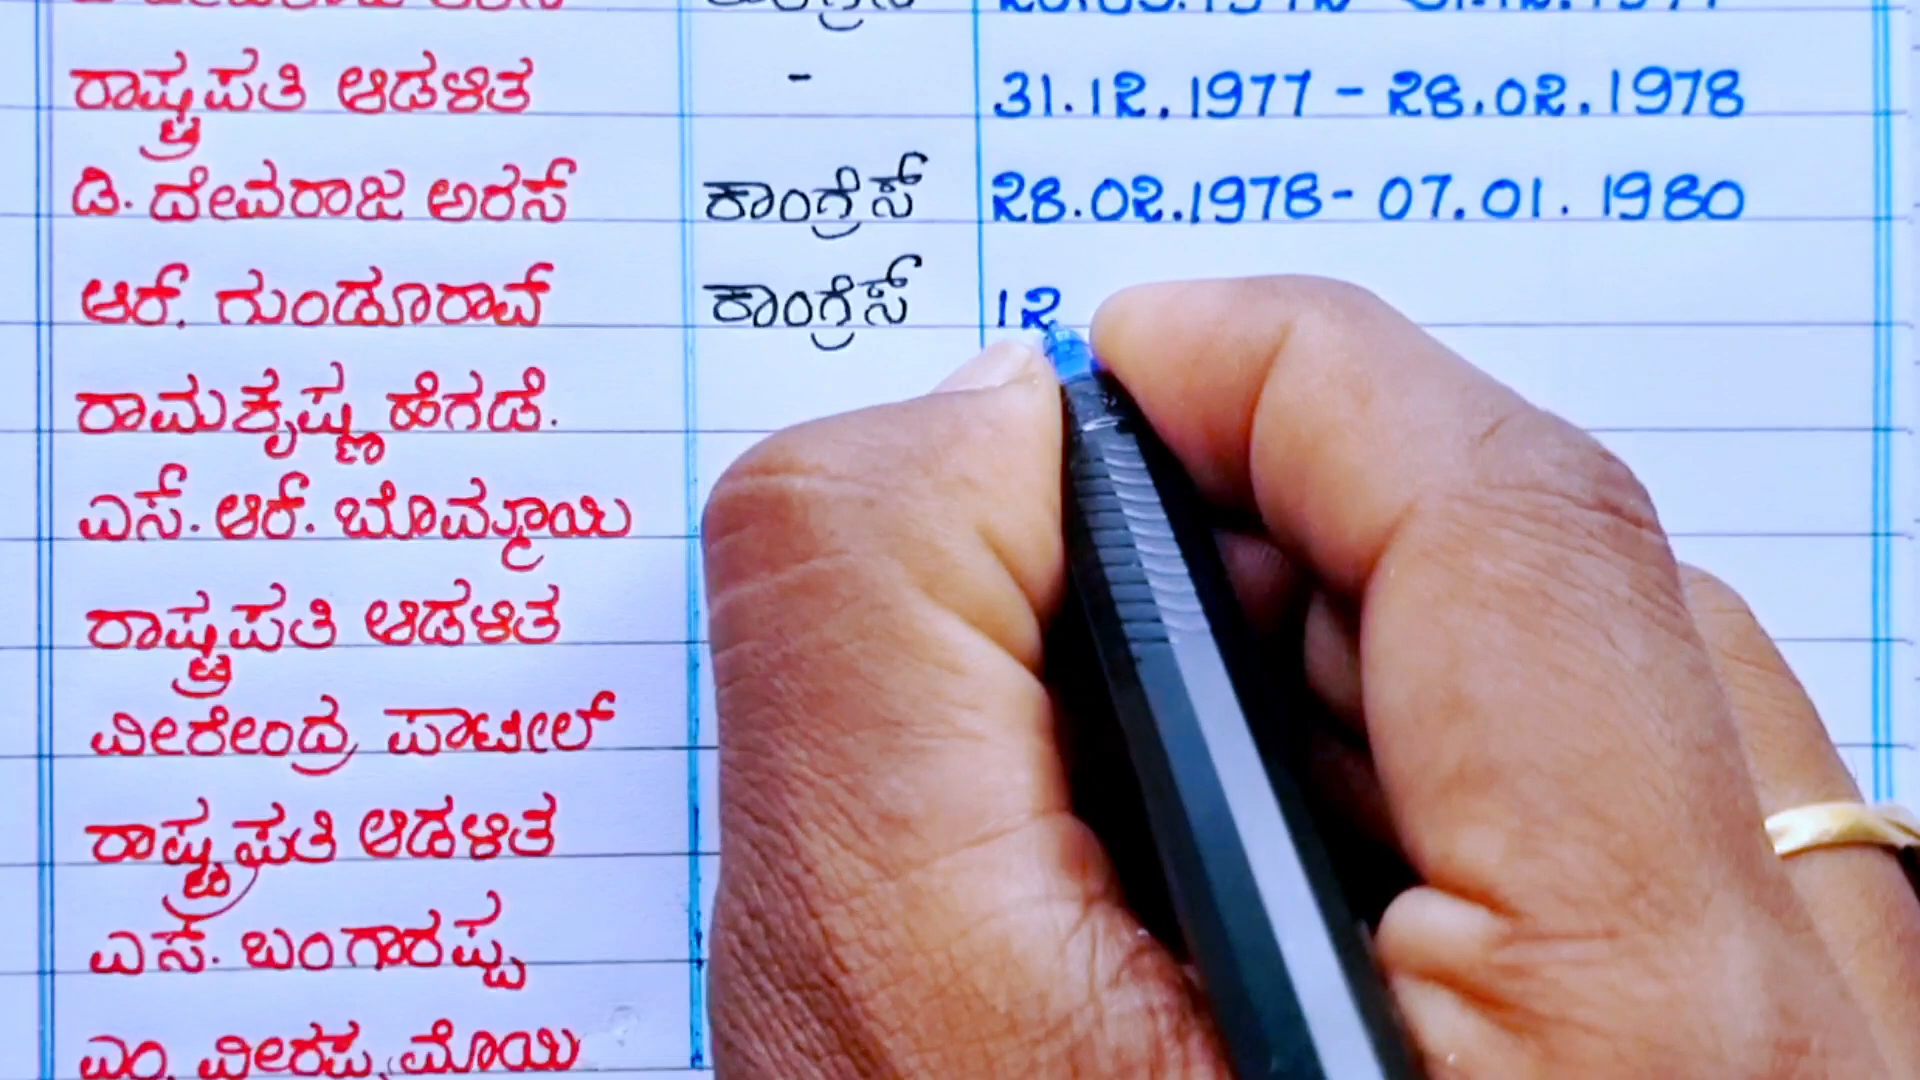 ರಾಷ್ಟ್ರಪತಿ ಆಡಳಿತ - 31.12.1977 - 28.02.1978
ಡಿ. ದೇವರಾಜ ಅರಸ್ ಕಾಂಗ್ರೆಸ್ 28.02.1978 - 07.01.1980
ಆರ್. ಗುಂಡೂರಾವ್ ಕಾಂಗ್ರೆಸ್ 12
ರಾಮಕೃಷ್ಣ ಹೆಗಡೆ.
ಎಸ್. ಆರ್. ಬೊಮ್ಮಾಯಿ
ರಾಷ್ಟ್ರಪತಿ ಆಡಳಿತ
ವೀರೇಂದ್ರ ಪಾಟೀಲ್
ರಾಷ್ಟ್ರಪತಿ ಆಡಳಿತ
ಎಸ್. ಬಂಗಾರಪ್ಪ
ಎಂ. ವೀರಪ್ಪ ಮೊಯಿ